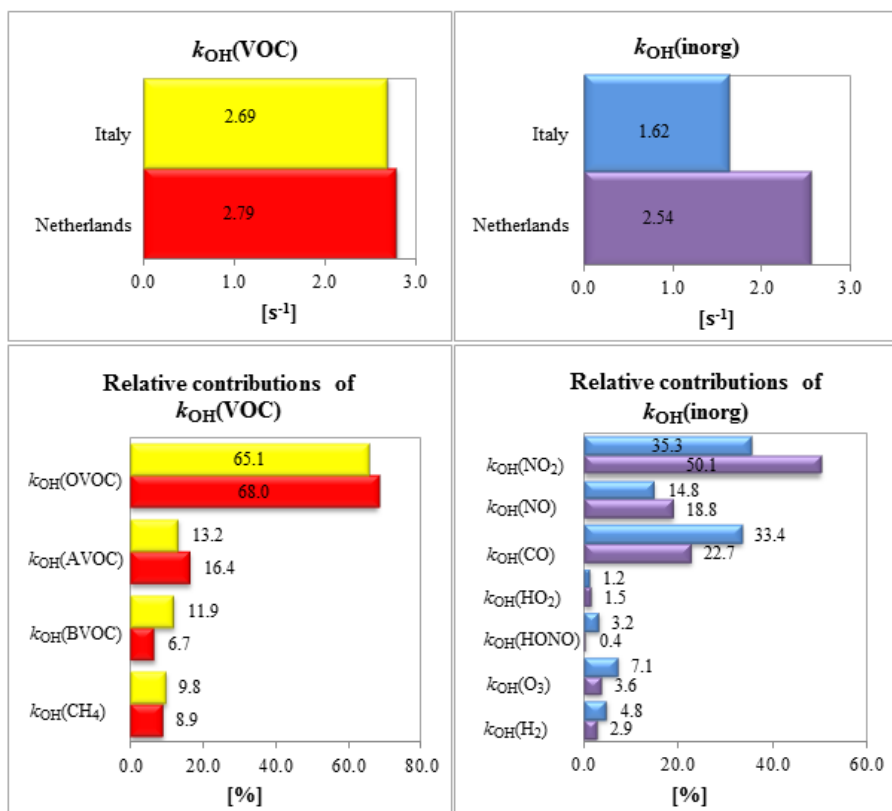 kOH(VOC)
Italy
2.69
Netherlands
2.79
0.0 1.0 2.0 3.0
[s-1]
kOH(inorg)
Italy
1.62
Netherlands
2.54
0.0 1.0 2.0 3.0
[s-1]
Relative contributions of
kOH(VOC)
kOH(OVOC)
65.1
68.0
kOH(AVOC)
13.2
16.4
kOH(BVOC)
11.9
6.7
kOH(CH4)
9.8
8.9
0.0 20.0 40.0 60.0 80.0
[%]
Relative contributions of
kOH(inorg)
kOH(NO2)
35.3
50.1
kOH(NO)
14.8
18.8
kOH(CO)
33.4
22.7
kOH(HO2)
1.2
1.5
kOH(HONO)
3.2
0.4
kOH(O3)
7.1
3.6
kOH(H2)
4.8
2.9
0.0 20.0 40.0 60.0
[%]